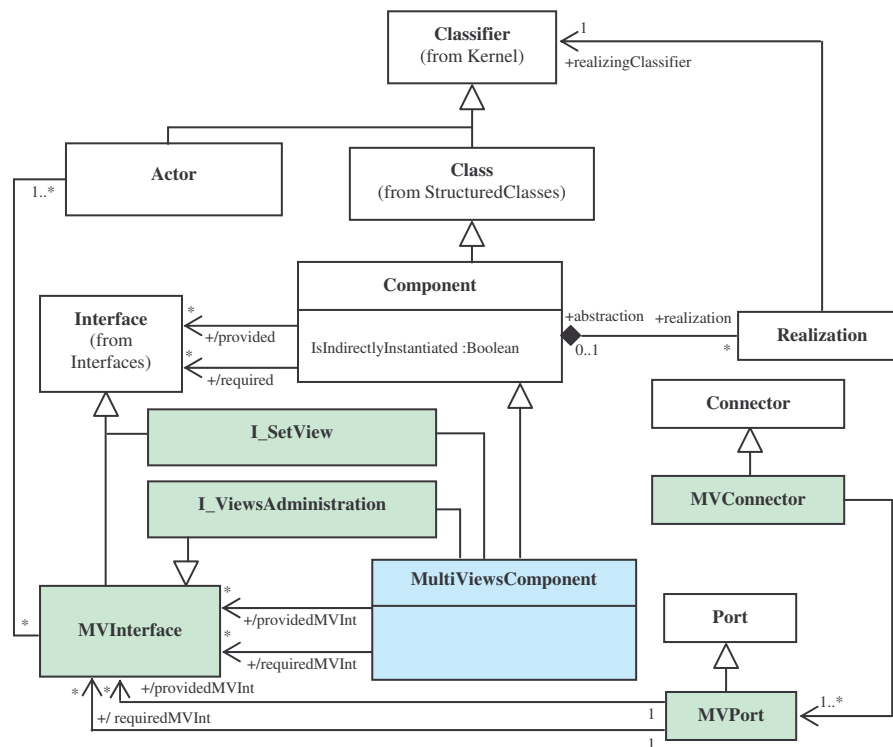 Classifier
(from Kernel)
1
+realizingClassifier
Actor
1..*
Class
(from StructuredClasses)
Component
IsIndirectlyInstantiated :Boolean
Interface
(from
Interfaces)
*
+/provided
*
+/required
+abstraction
0..1
+realization
*
Realization
Connector
I_SetView
I_ViewsAdministration
MVConnector
MultiViewsComponent
MVInterface
*
*
+/providedMVInt
*
+/requiredMVInt
Port
* *
+/providedMVInt
+/ requiredMVInt
1
1
MVPort
1..*